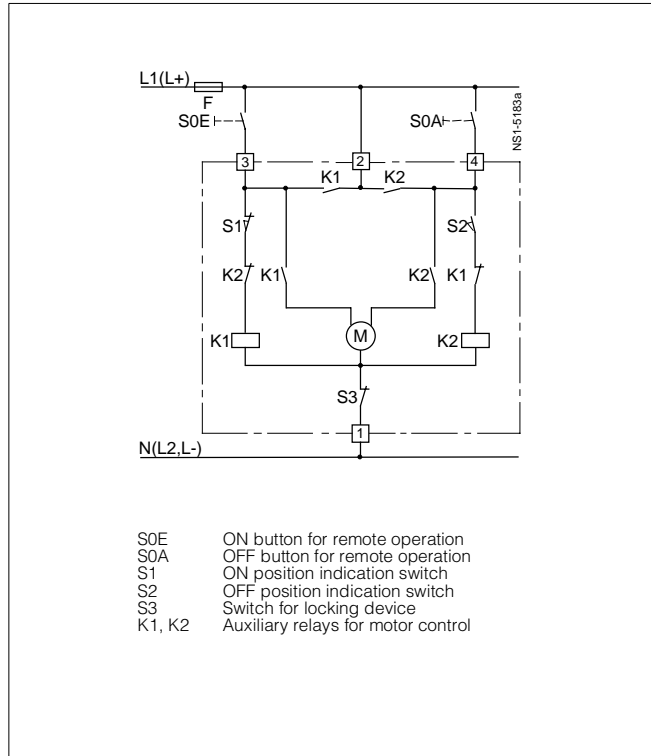 L1(L+)
F
S0E
S0A
NS1-5183a
3
2
4
K1
K2
S1
S2
K2
K1
K2
K1
K1
M
K2
S3
1
N(L2,L-)
S0E ON button for remote operation
S0A OFF button for remote operation
S1 ON position indication switch
S2 OFF position indication switch
S3 Switch for locking device
K1, K2 Auxiliary relays for motor control